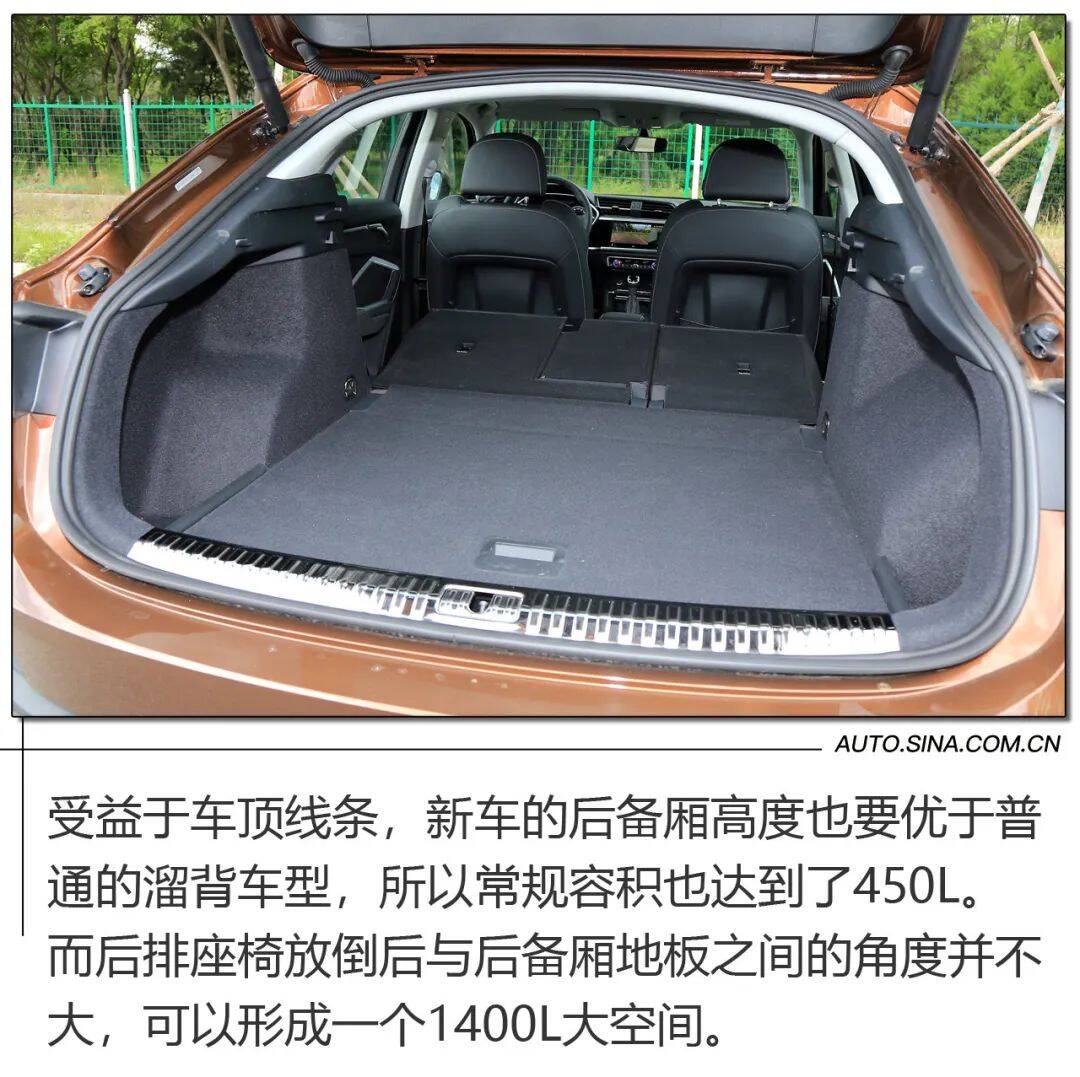 AUTO.SINA.COM.CN
受益于车顶线条，新车的后备厢高度也要优于普
通的溜背车型，所以常规容积也达到了450L。
而后排座椅放倒后与后备厢地板之间的角度并不
大，可以形成一个1400L大空间。